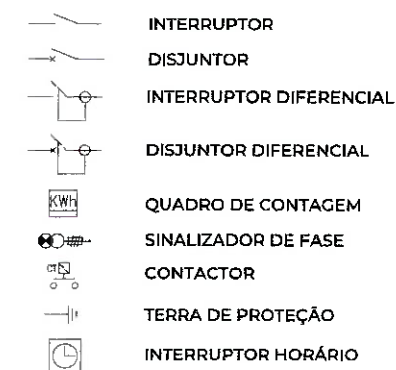 INTERRUPTOR
DISJUNTOR
INTERRUPTOR DIFERENCIAL
DISJUNTOR DIFERENCIAL
KWh QUADRO DE CONTAGEM
SINALIZADOR DE FASE
CT CONTACTOR
TERRA DE PROTEÇÃO
INTERRUPTOR HORÁRIO